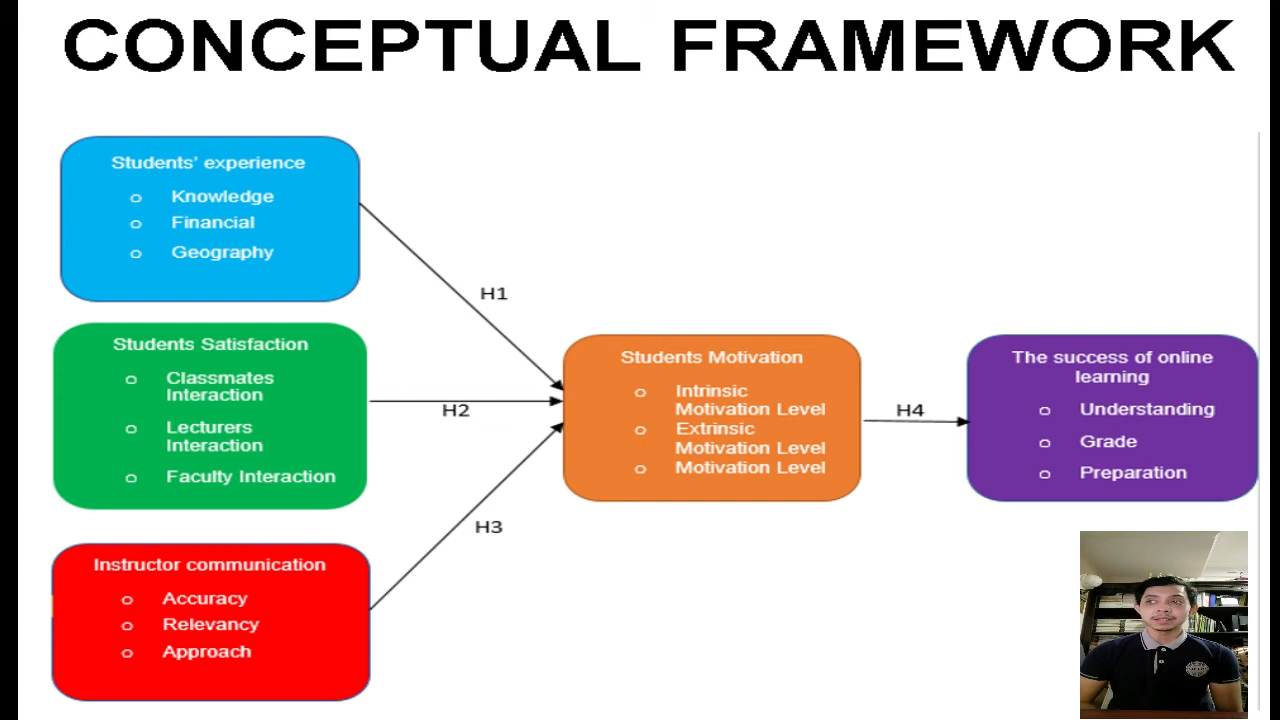 CONCEPTUAL FRAMEWORK
Students' experience
o Knowledge
o Financial
o Geography
H1
Students Satisfaction
o Classmates
Interaction
o Lecturers
Interaction
o Faculty Interaction
H2
Instructor communication
o Accuracy
o Relevancy
o Approach
H3
Students Motivation
o Intrinsic
Motivation Level
o Extrinsic
Motivation Level
o Motivation Level
H4
The success of online
learning
o Understanding
o Grade
o Preparation